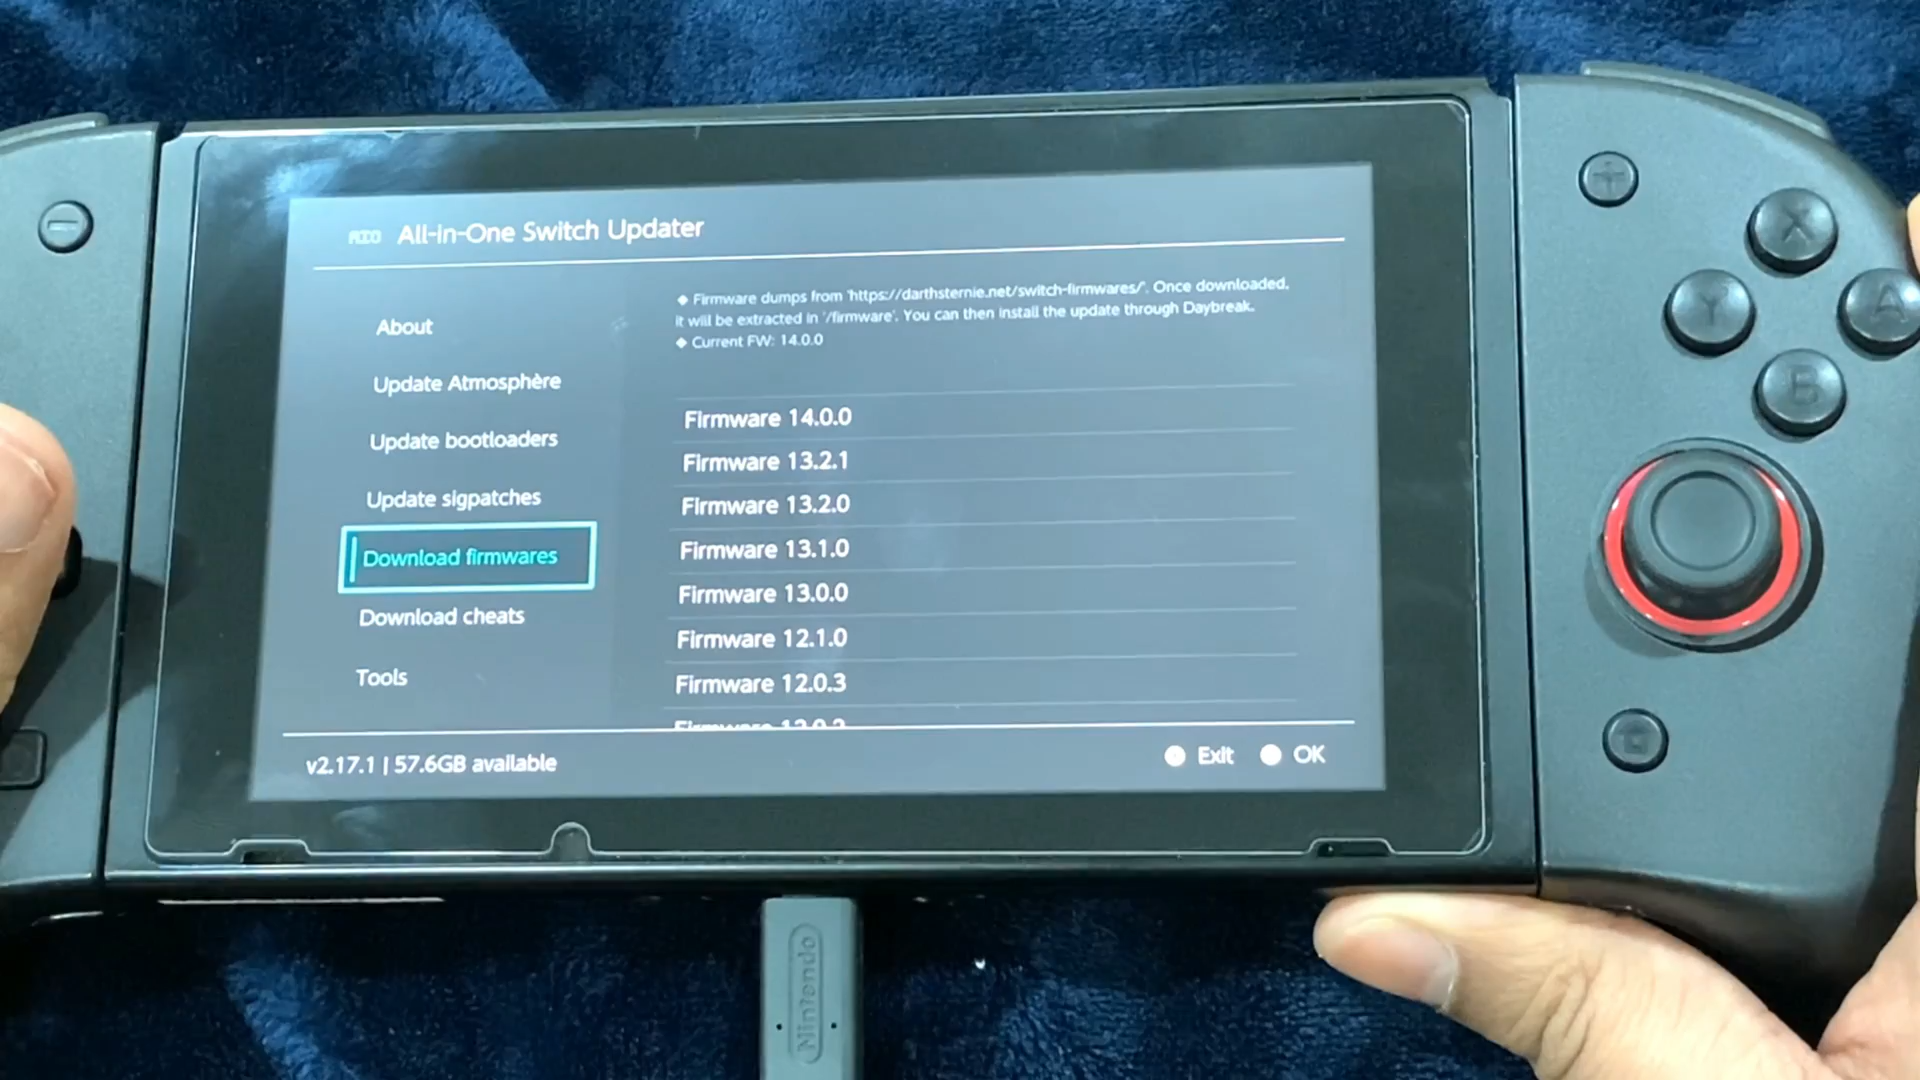 AIO All-in-One Switch Updater
About
Update Atmosphère
Update bootloaders
Update sigpatches
Download firmwares
Download cheats
Tools
◆ Firmware dumps from 'https://darthsternie.net/switch-firmwares/'. Once downloaded,
it will be extracted in '/firmware'. You can then install the update through Daybreak.
◆ Current FW: 14.0.0
Firmware 14.0.0
Firmware 13.2.1
Firmware 13.2.0
Firmware 13.1.0
Firmware 13.0.0
Firmware 12.1.0
Firmware 12.0.3
Firmware 12.0.2
v2.17.1 | 57.6GB available
Exit
OK
X
Y
A
B
Nintendo